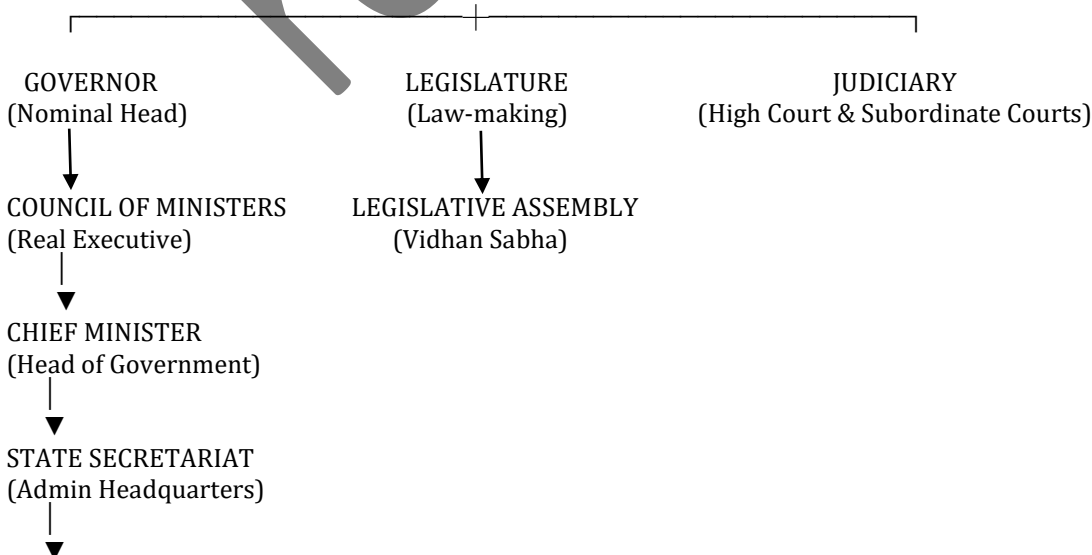 GOVERNOR LEGISLATURE JUDICIARY
(Nominal Head) (Law-making) (High Court & Subordinate Courts)
COUNCIL OF MINISTERS LEGISLATIVE ASSEMBLY
(Real Executive) (Vidhan Sabha)
CHIEF MINISTER
(Head of Government)
STATE SECRETARIAT
(Admin Headquarters)